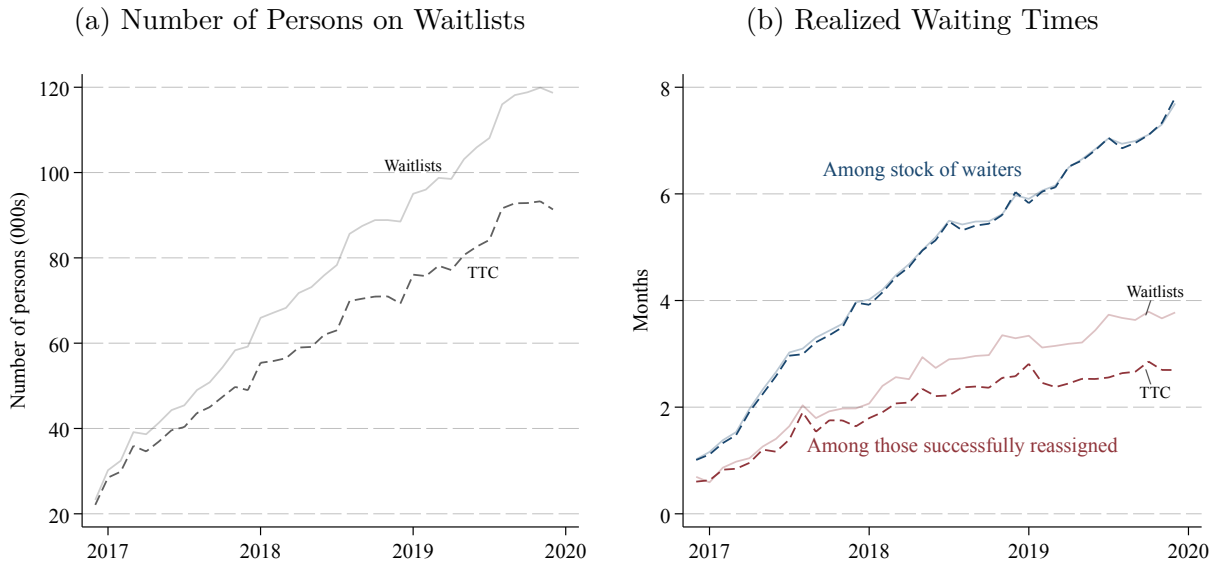 (a) Number of Persons on Waitlists
Number of persons (000s)
120
100
80
60
40
20
Waitlists
TTC
2017
2018
2019
2020
(b) Realized Waiting Times
Months
8
6
4
2
0
Among stock of waiters
Waitlists
TTC
Among those successfully reassigned
2017
2018
2019
2020